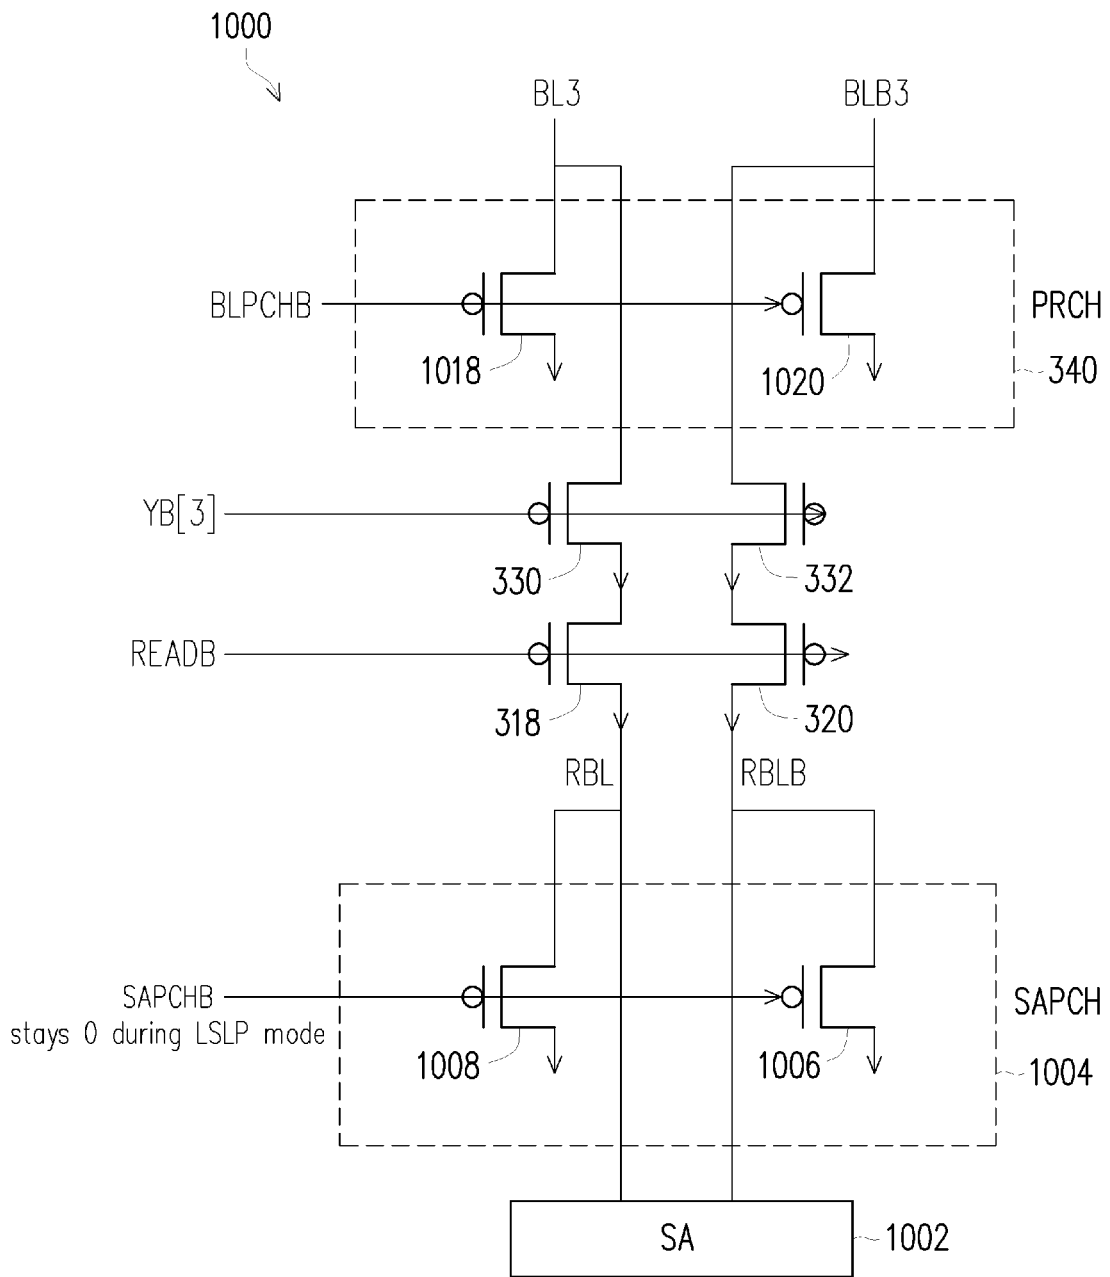 1000
BL3
BLB3
BLPCHB
PRCH
1018
1020
340
YB[3]
330
332
READB
318
320
RBL
RBLB
SAPCHB
stays 0 during LSLP mode
SAPCH
1008
1006
1004
SA
1002